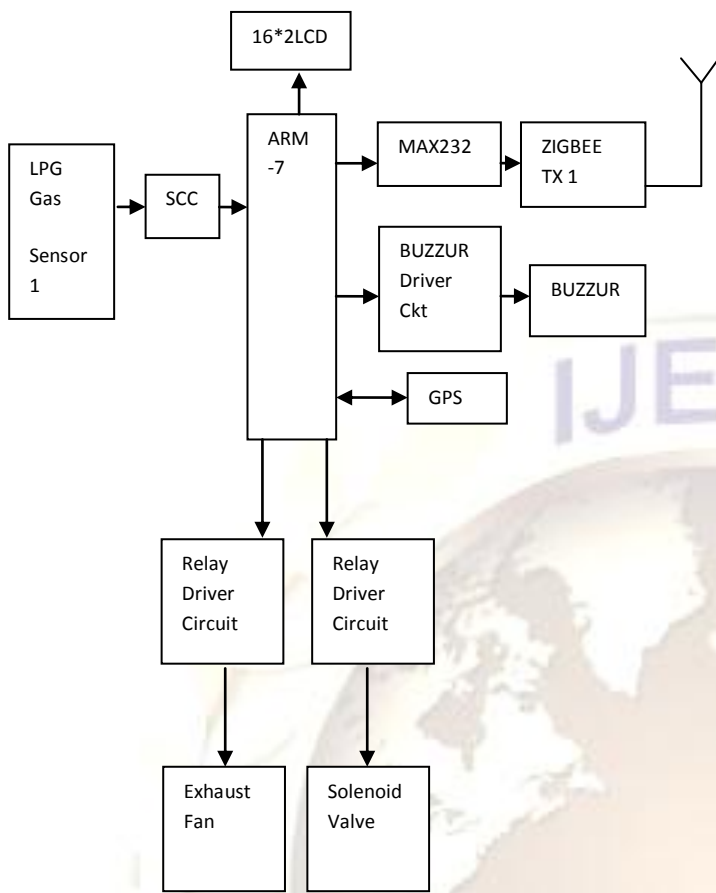 16*2LCD
LPG
Gas
Sensor
1
SCC
ARM
-7
MAX232
ZIGBEE
TX 1
BUZZUR
Driver
Ckt
BUZZUR
GPS
IJE
Relay
Driver
Circuit
Relay
Driver
Circuit
Exhaust
Fan
Solenoid
Valve